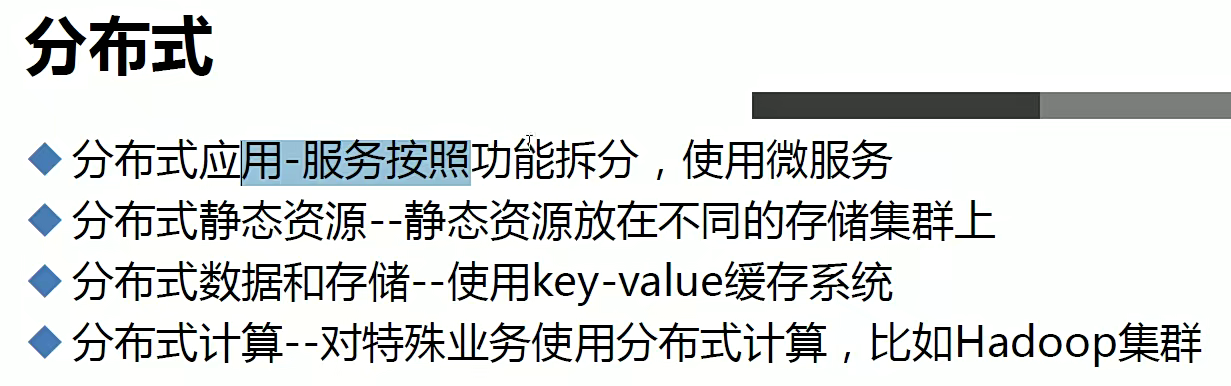 分布式
分布式应用-服务按照功能拆分，使用微服务
分布式静态资源--静态资源放在不同的存储集群上
分布式数据和存储--使用key-value缓存系统
分布式计算--对特殊业务使用分布式计算，比如Hadoop集群